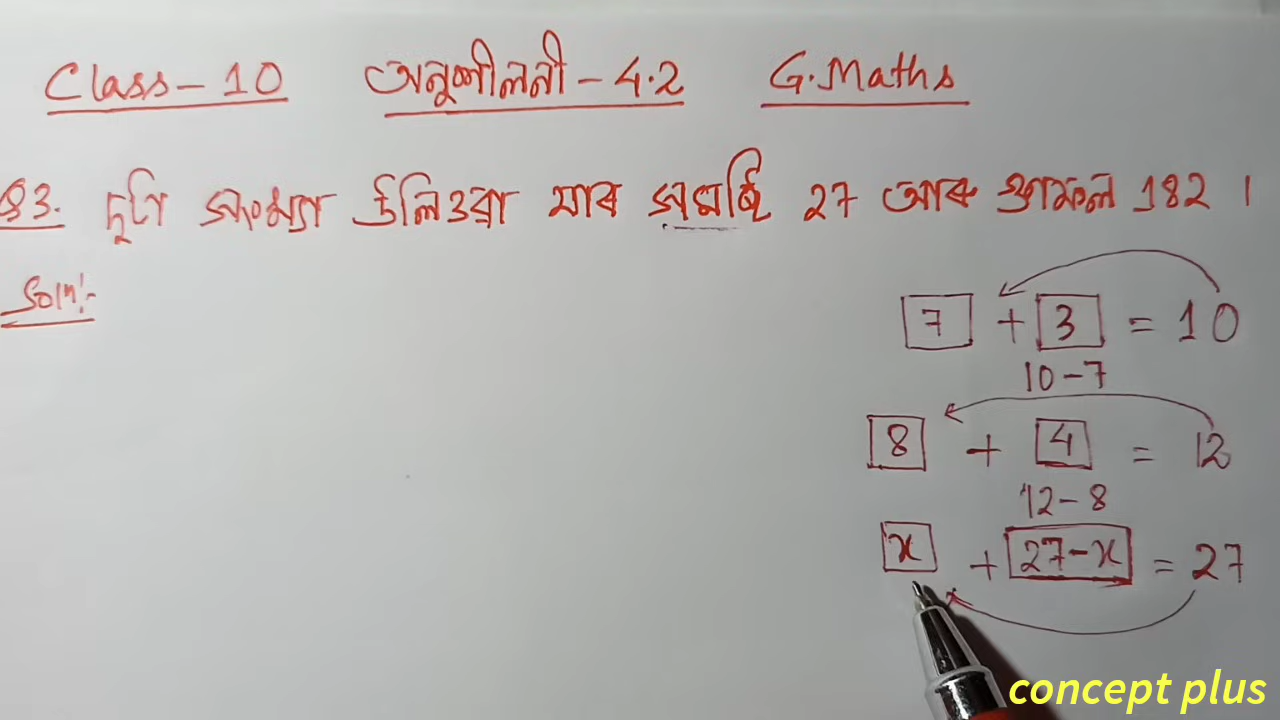 Class - 10 অনুশীলনী - 4.2 G. Maths
Q3. দুটা সংখ্যা উলিওৱা যাৰ সমষ্টি 27 আৰু গুণফল 182 ।
Soln:-
7 + 3 = 10
10 - 7
8 + 4 = 12
12 - 8
x + 27 - x = 27
concept plus